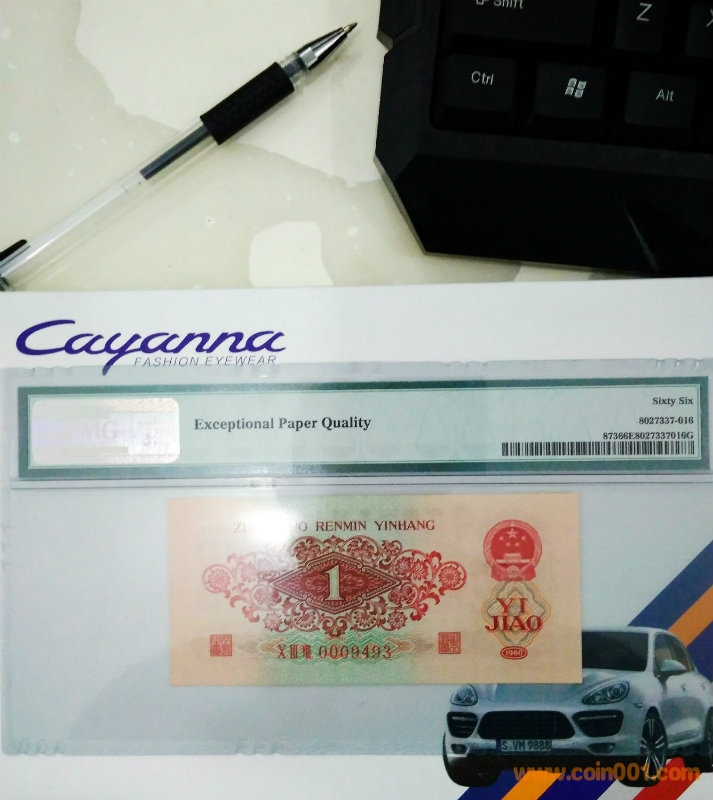 Shift
Z
Ctrl
Alt
Cayanna
FASHION EYEWEAR
Exceptional Paper Quality
Sixty Six
8027337-016
87366E8027337016G
RENMIN YINHANG
1
YI
JIAO
0009493
1960
S VM 9888
www.coin001.com